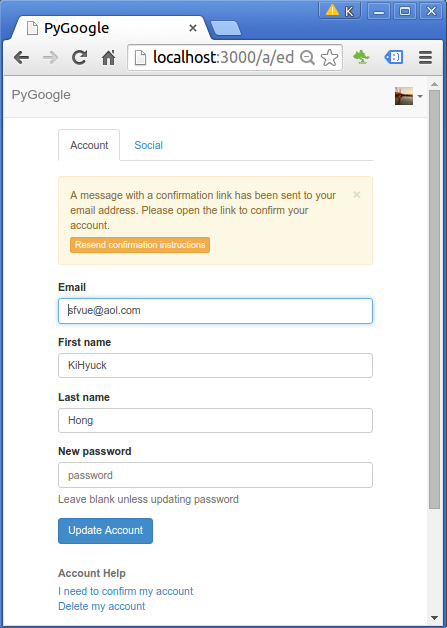 K
PyGoogle
localhost:3000/a/ed
PyGoogle
Account Social
A message with a confirmation link has been sent to your
email address. Please open the link to confirm your
account.
Resend confirmation instructions
Email
sfvue@aol.com
First name
KiHyuck
Last name
Hong
New password
password
Leave blank unless updating password
Update Account
Account Help
I need to confirm my account
Delete my account